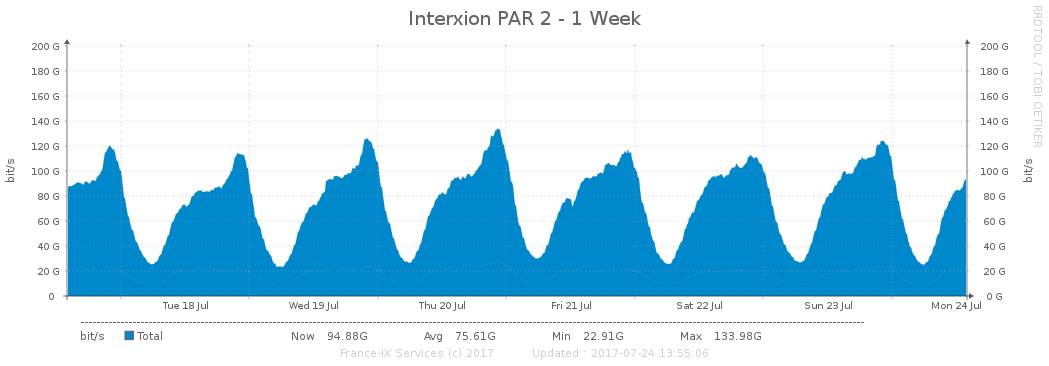 Interxion PAR 2 - 1 Week
RRDTOOL / TOBI OETIKER
bit/s
200 G 200 G
180 G 180 G
160 G 160 G
140 G 140 G
120 G 120 G
100 G 100 G
80 G 80 G
60 G 60 G
40 G 40 G
20 G 20 G
0 0 G
bit/s
Tue 18 Jul Wed 19 Jul Thu 20 Jul Fri 21 Jul Sat 22 Jul Sun 23 Jul Mon 24 Jul
bit/s Total Now 94.88G Avg 75.61G Min 22.91G Max 133.98G
France-IX Services (c) 2017 Updated : 2017-07-24 13:55:06